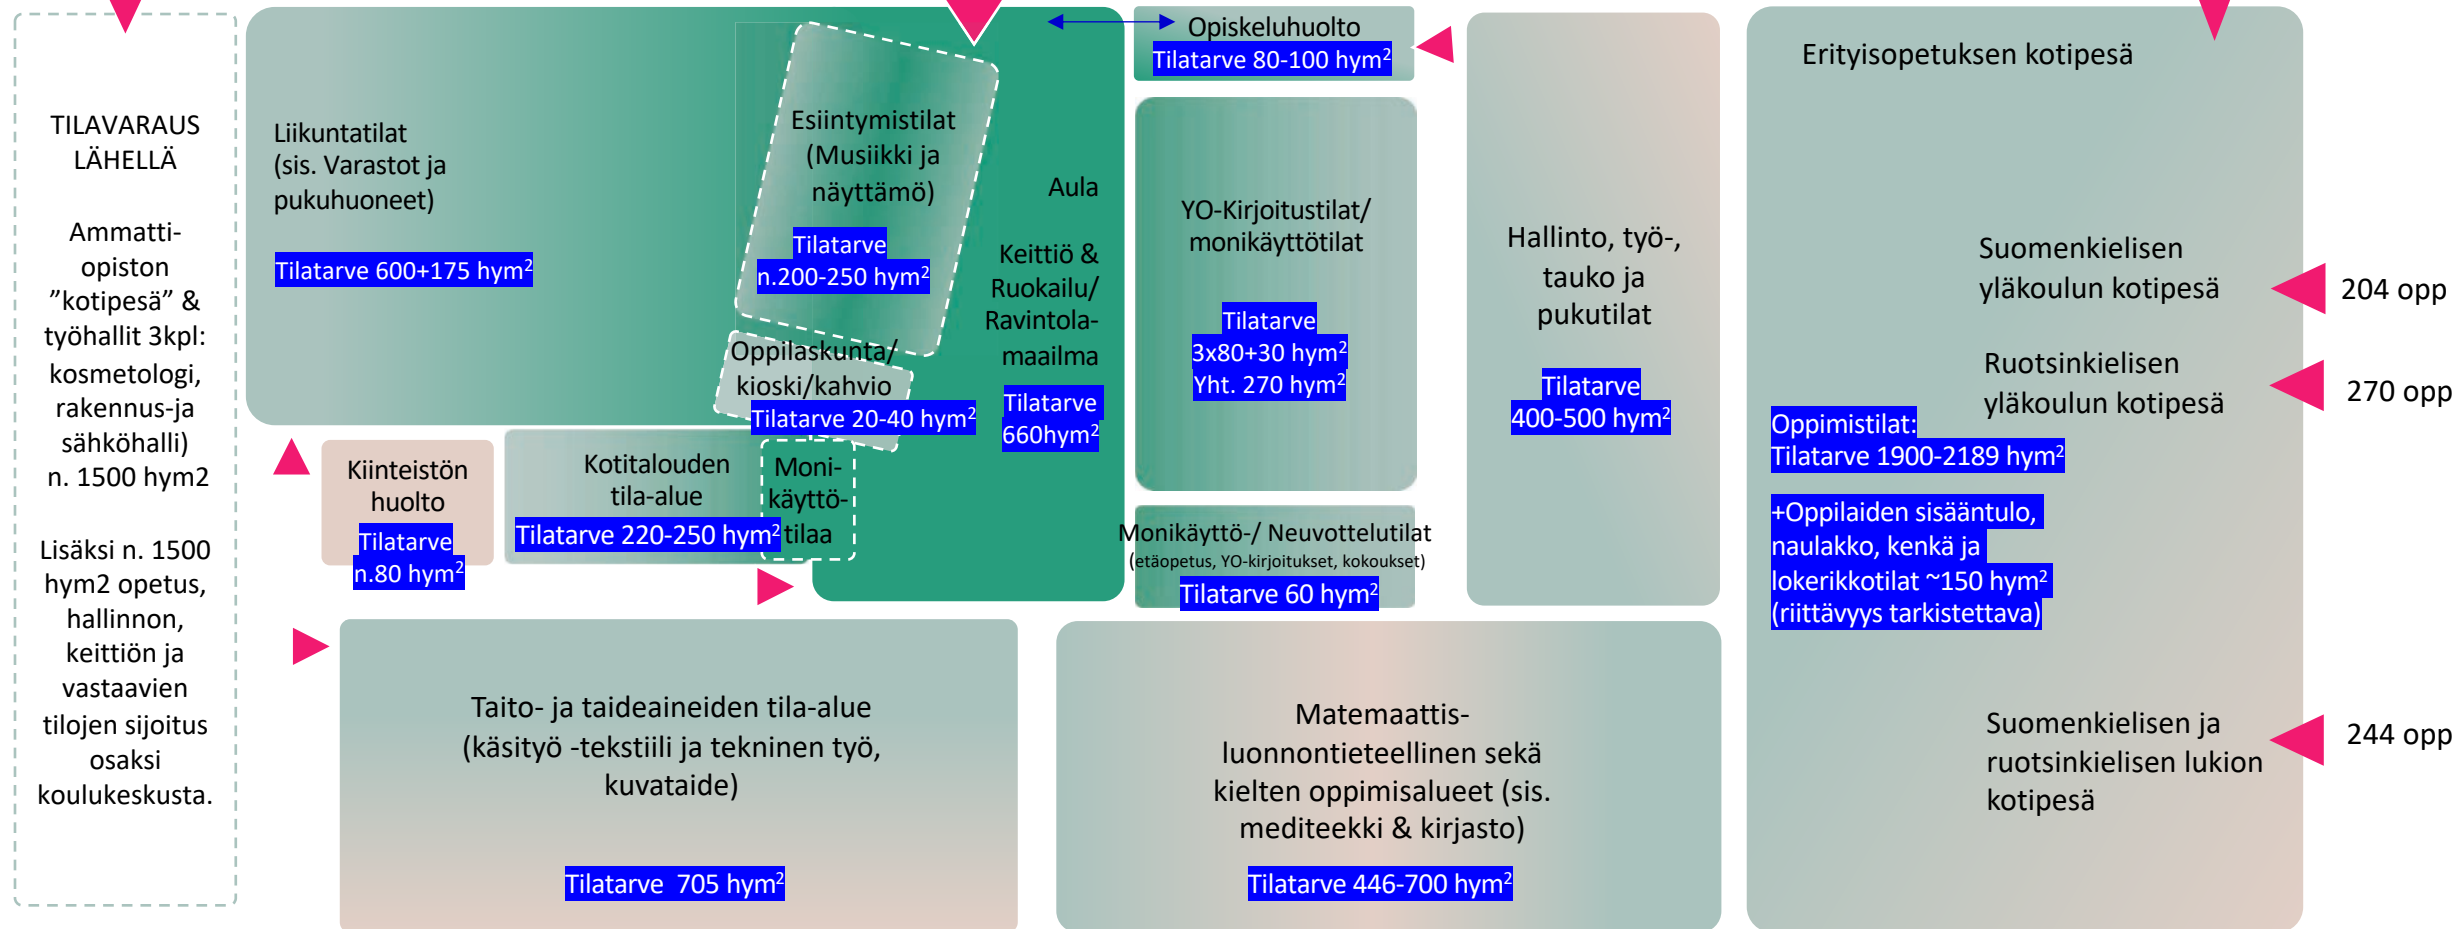 TILAVARAUS
LÄHELLÄ
Ammatti-
opiston
”kotipesä” &
työhallit 3kpl:
kosmetologi,
rakennus-ja
sähköhalli)
n. 1500 hym2
Lisäksi n. 1500
hym2 opetus,
hallinnon,
keittiön ja
vastaavien
tilojen sijoitus
osaksi
koulukeskusta.
Liikuntatilat
(sis. Varastot ja
pukuhuoneet)
Tilatarve 600+175 hym²
Esiintymistilat
(Musiikki ja
näyttämö)
Tilatarve
n.200-250 hym²
Oppilaskunta/
kioski/kahvio
Tilatarve 20-40 hym²
Aula
Keittiö &
Ruokailu/
Ravintola-
maailma
Tilatarve
660hym²
Kiinteistön
huolto
Tilatarve
n.80 hym²
Kotitalouden
tila-alue
Tilatarve 220-250 hym²
Moni-
käyttö-
tilaa
Opiskeluhuolto
Tilatarve 80-100 hym²
YO-Kirjoitustilat/
monikäyttötilat
Tilatarve
3x80+30 hym²
Yht. 270 hym²
Monikäyttö-/ Neuvottelutilat
(etäopetus, YO-kirjoitukset, kokoukset)
Tilatarve 60 hym²
Hallinto, työ-,
tauko ja
pukutilat
Tilatarve
400-500 hym²
Taito- ja taideaineiden tila-alue
(käsityö -tekstiili ja tekninen työ,
kuvataide)
Tilatarve  705 hym²
Matemaattis-
luonnontieteellinen sekä
kielten oppimisalueet (sis.
mediteekki & kirjasto)
Tilatarve 446-700 hym²
Erityisopetuksen kotipesä
Suomenkielisen
yläkoulun kotipesä
204 opp
Ruotsinkielisen
yläkoulun kotipesä
270 opp
Oppimistilat:
Tilatarve 1900-2189 hym²
+Oppilaiden sisääntulo,
naulakko, kenkä ja
lokerikkotilat ~150 hym²
(riittävyys tarkistettava)
Suomenkielisen ja
ruotsinkielisen lukion
kotipesä
244 opp